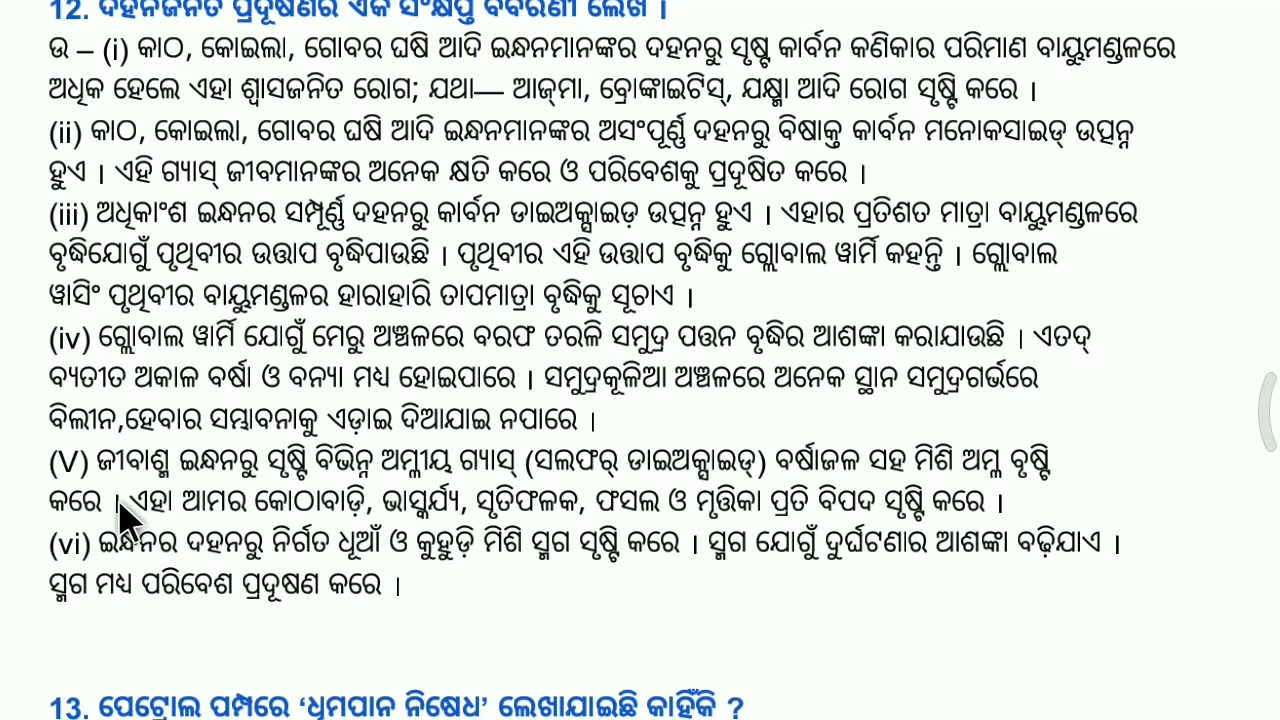 12. ଦହନଜନିତ ପ୍ରଦୂଷଣର ଏକ ସଂକ୍ଷିପ୍ତ ବିବରଣୀ ଲେଖ ।
ଉ – (i) କାଠ, କୋଇଲା, ଗୋବର ଘଷି ଆଦି ଇନ୍ଧନମାନଙ୍କର ଦହନରୁ ସୃଷ୍ଟ କାର୍ବନ କଣିକାର ପରିମାଣ ବାୟୁମଣ୍ଡଳରେ
ଅଧିକ ହେଲେ ଏହା ଶ୍ୱାସଜନିତ ରୋଗ; ଯଥା— ଆଜ୍‌ମା, ବ୍ରୋଙ୍କାଇଟିସ୍, ଯକ୍ଷ୍ମା ଆଦି ରୋଗ ସୃଷ୍ଟି କରେ ।
(ii) କାଠ, କୋଇଲା, ଗୋବର ଘଷି ଆଦି ଇନ୍ଧନମାନଙ୍କର ଅସଂପୂର୍ଣ୍ଣ ଦହନରୁ ବିଷାକ୍ତ କାର୍ବନ ମନୋକସାଇଡ୍ ଉତ୍ପନ୍ନ
ହୁଏ । ଏହି ଗ୍ୟାସ୍ ଜୀବମାନଙ୍କର ଅନେକ କ୍ଷତି କରେ ଓ ପରିବେଶକୁ ପ୍ରଦୂଷିତ କରେ ।
(iii) ଅଧିକାଂଶ ଇନ୍ଧନର ସମ୍ପୂର୍ଣ୍ଣ ଦହନରୁ କାର୍ବନ ଡାଇଅକ୍ସାଇଡ଼ ଉତ୍ପନ୍ନ ହୁଏ । ଏହାର ପ୍ରତିଶତ ମାତ୍ରା ବାୟୁମଣ୍ଡଳରେ
ବୃଦ୍ଧିଯୋଗୁଁ ପୃଥିବୀର ଉତ୍ତାପ ବୃଦ୍ଧିପାଉଛି । ପୃଥିବୀର ଏହି ଉତ୍ତାପ ବୃଦ୍ଧିକୁ ଗ୍ଲୋବାଲ ୱାର୍ମି କହନ୍ତି । ଗ୍ଲୋବାଲ
ୱାସିଂ ପୃଥିବୀର ବାୟୁମଣ୍ଡଳର ହାରାହାରି ତାପମାତ୍ରା ବୃଦ୍ଧିକୁ ସୂଚାଏ ।
(iv) ଗ୍ଲୋବାଲ ୱାର୍ମି ଯୋଗୁଁ ମେରୁ ଅଞ୍ଚଳରେ ବରଫ ତରଳି ସମୁଦ୍ର ପତ୍ତନ ବୃଦ୍ଧିର ଆଶଙ୍କା କରାଯାଉଛି । ଏତଦ୍
ବ୍ୟତୀତ ଅକାଳ ବର୍ଷା ଓ ବନ୍ୟା ମଧ୍ୟ ହୋଇପାରେ । ସମୁଦ୍ରକୂଳିଆ ଅଞ୍ଚଳରେ ଅନେକ ସ୍ଥାନ ସମୁଦ୍ରଗର୍ଭରେ
ବିଲୀନ,ହେବାର ସମ୍ଭାବନାକୁ ଏଡ଼ାଇ ଦିଆଯାଇ ନପାରେ ।
(V) ଜୀବାଶ୍ମ ଇନ୍ଧନରୁ ସୃଷ୍ଟି ବିଭିନ୍ନ ଅମ୍ଳୀୟ ଗ୍ୟାସ୍ (ସଲଫର୍ ଡାଇଅକ୍ସାଇଡ୍) ବର୍ଷାଜଳ ସହ ମିଶି ଅମ୍ଳ ବୃଷ୍ଟି
କରେ । ଏହା ଆମର କୋଠାବାଡ଼ି, ଭାସ୍କର୍ଯ୍ୟ, ସୃତିଫଳକ, ଫସଲ ଓ ମୃତ୍ତିକା ପ୍ରତି ବିପଦ ସୃଷ୍ଟି କରେ ।
(vi) ଇନ୍ଧନର ଦହନରୁ ନିର୍ଗତ ଧୂଆଁ ଓ କୁହୁଡ଼ି ମିଶି ସ୍ମଗ ସୃଷ୍ଟି କରେ । ସ୍ମଗ ଯୋଗୁଁ ଦୁର୍ଘଟଣାର ଆଶଙ୍କା ବଢ଼ିଯାଏ ।
ସ୍ମଗ ମଧ୍ୟ ପରିବେଶ ପ୍ରଦୂଷଣ କରେ ।
13. ପେଟ୍ରୋଲ ପମ୍ପରେ ‘ଧୂମପାନ ନିଷେଧ’ ଲେଖାଯାଇଛି କାହିଁକି ?